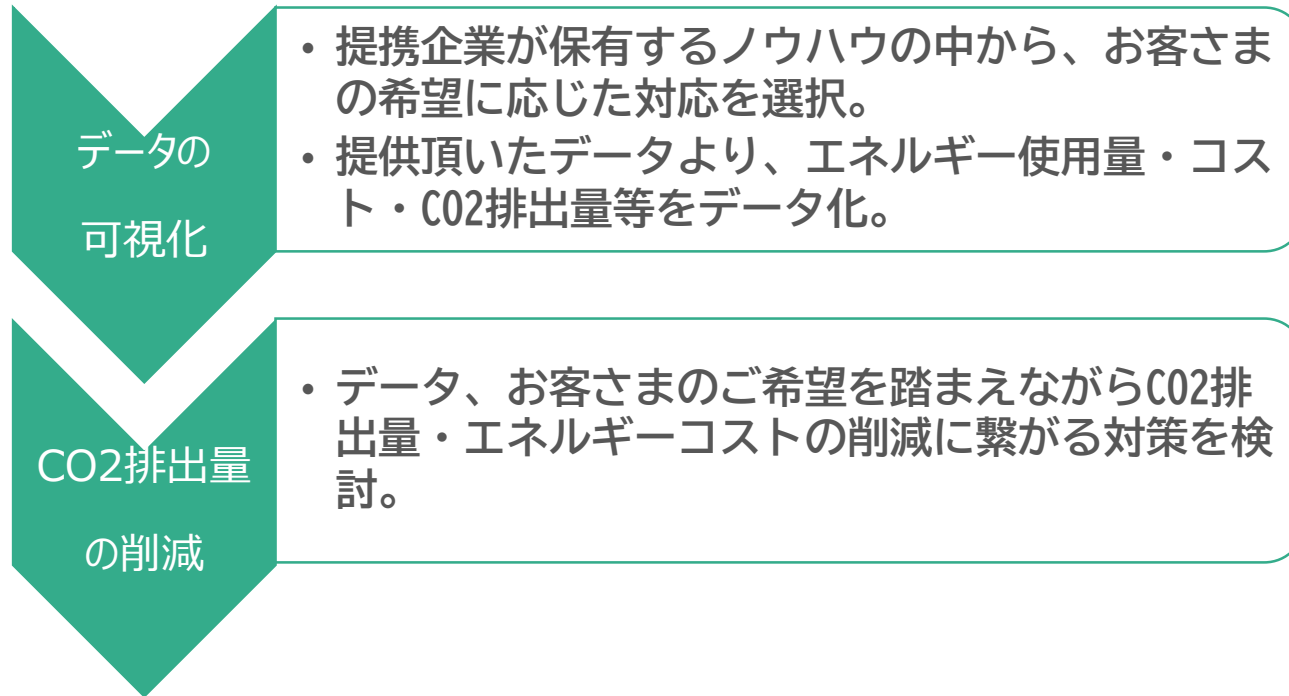 データの
可視化
• 提携企業が保有するノウハウの中から、お客さま
の希望に応じた対応を選択。
• 提供頂いたデータより、エネルギー使用量・コス
ト・CO2排出量等をデータ化。
CO2排出量
の削減
• データ、お客さまのご希望を踏まえながらCO2排
出量・エネルギーコストの削減に繋がる対策を検
討。